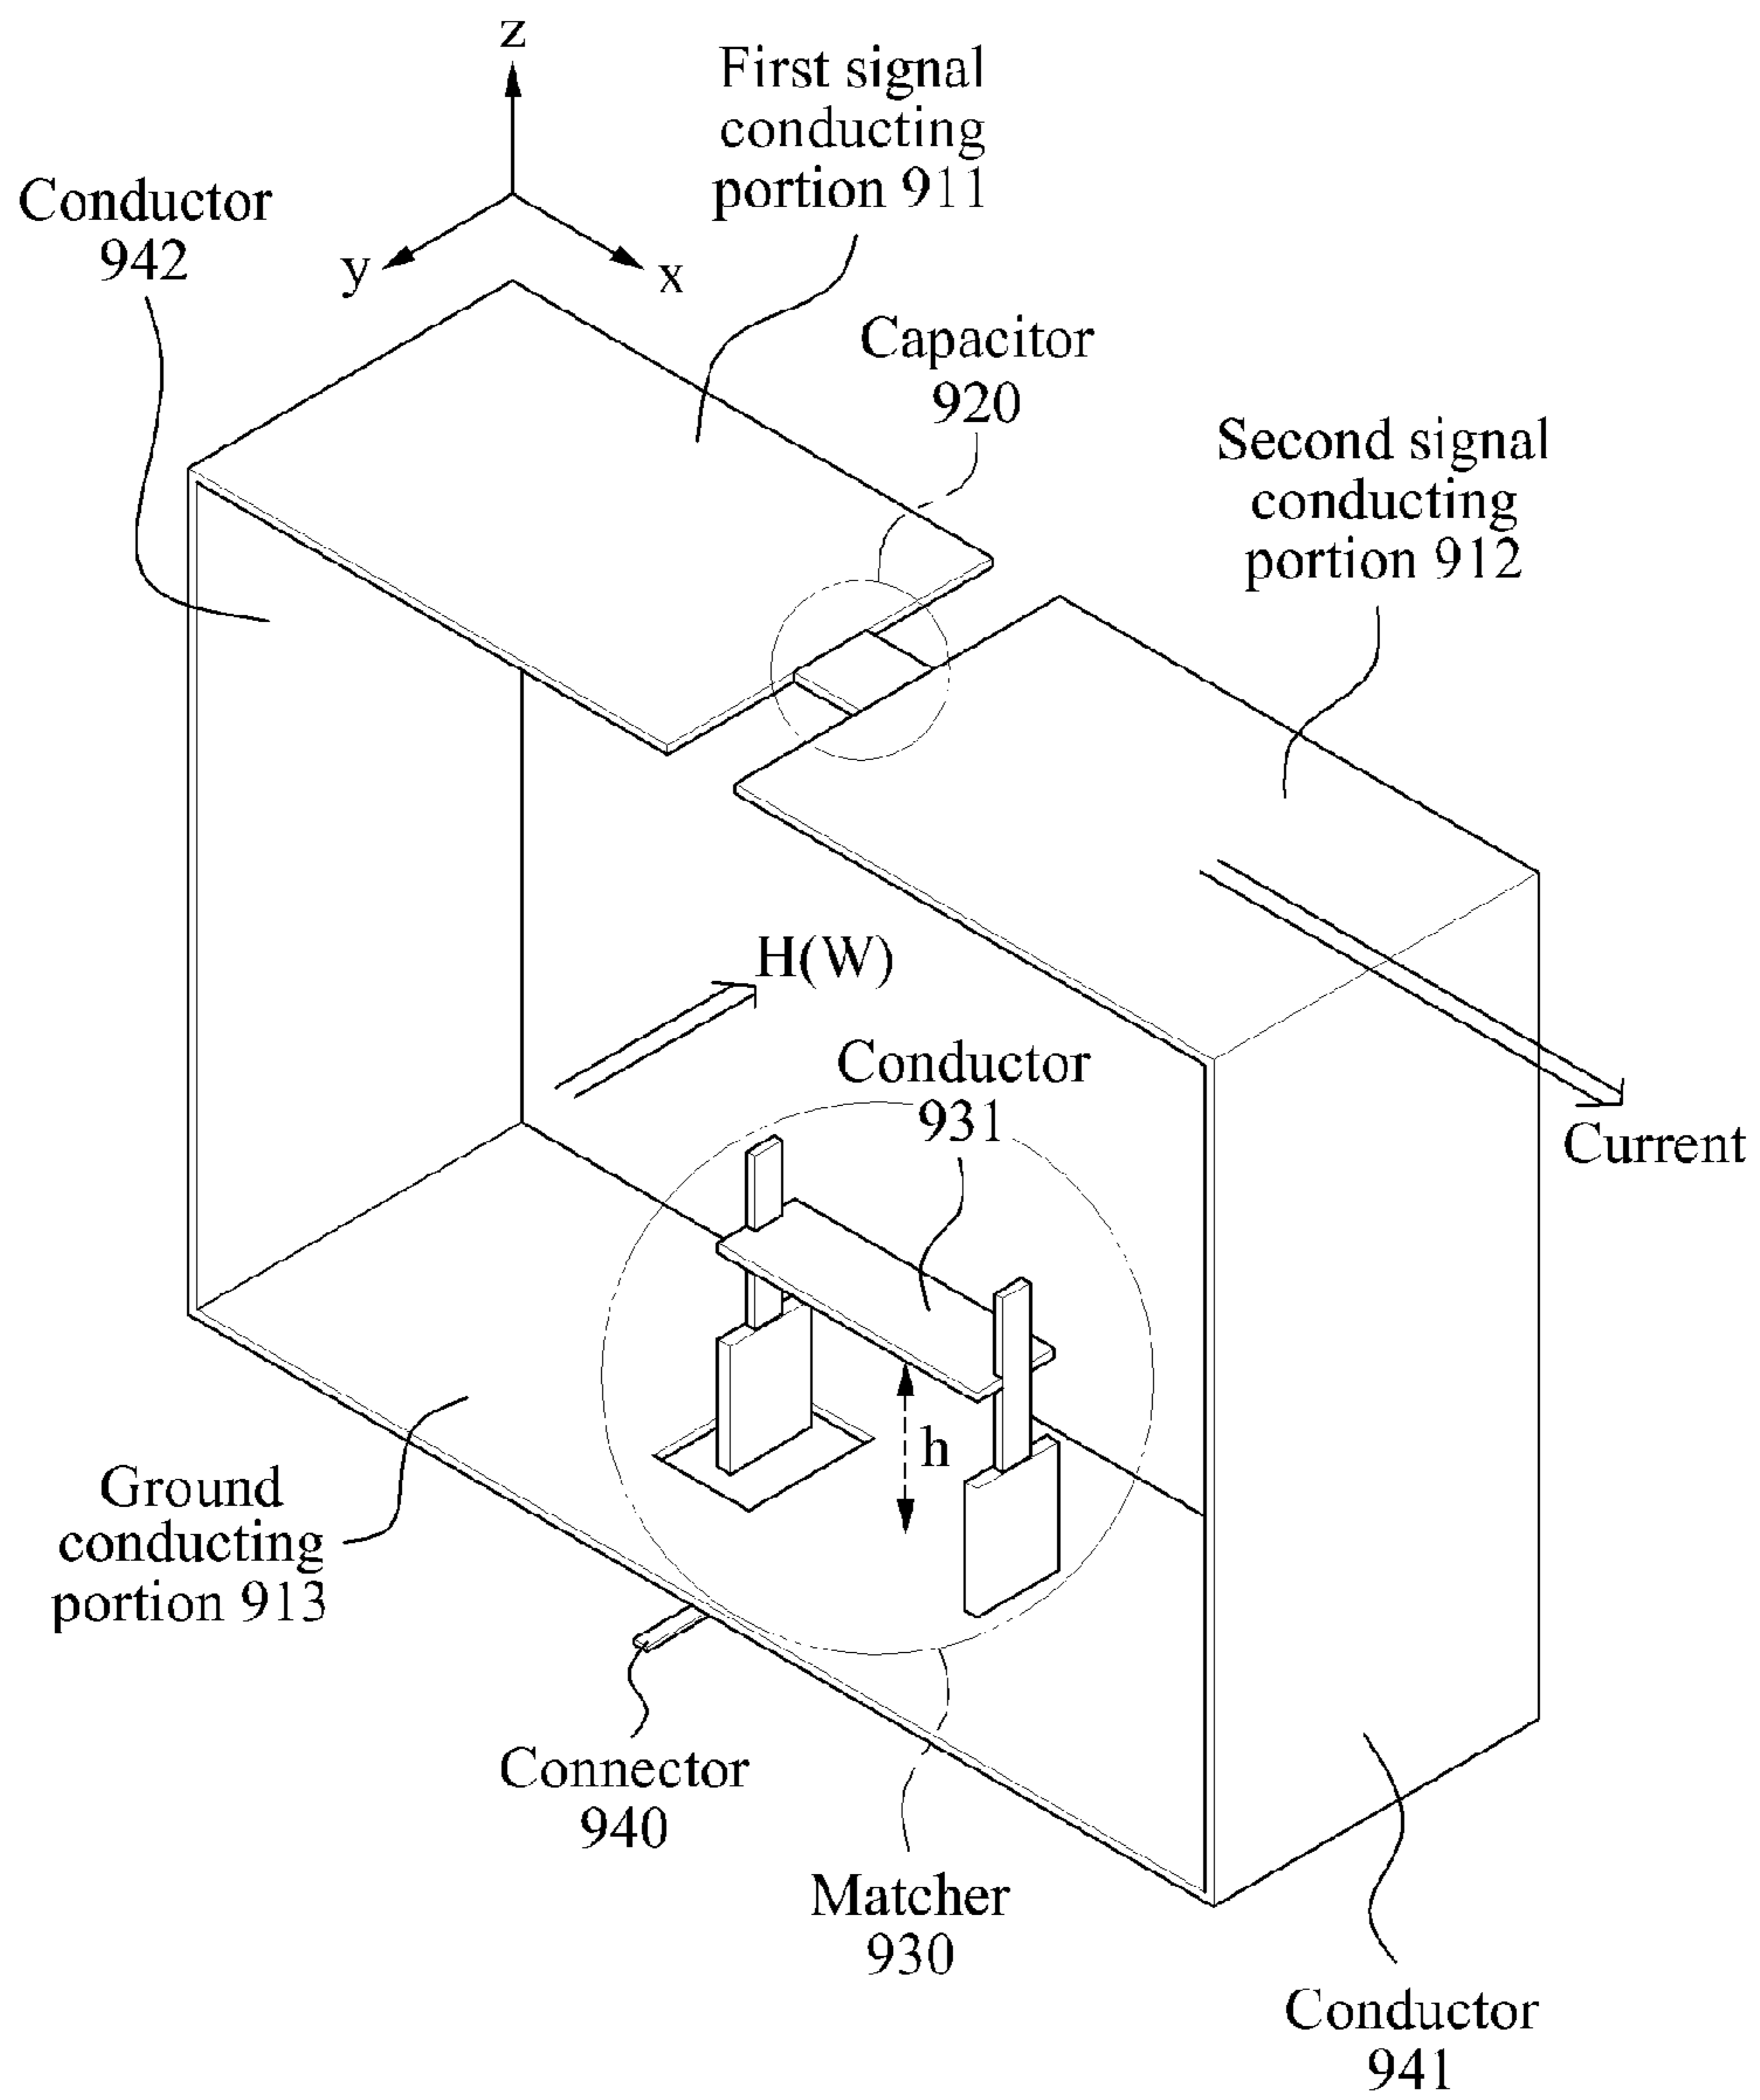 z
y
x
First signal
conducting
portion 911
Conductor
942
Capacitor
920
Second signal
conducting
portion 912
H(W)
Conductor
931
Current
h
Ground
conducting
portion 913
Connector
940
Matcher
930
Conductor
941